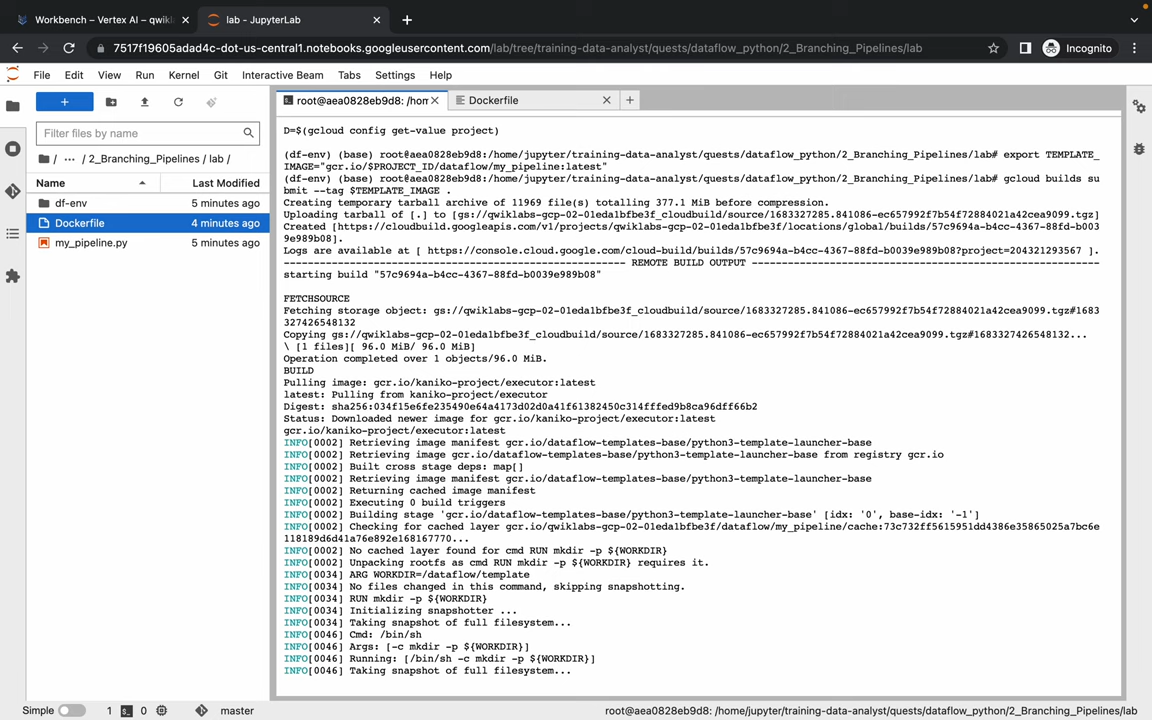 Workbench – Vertex AI – qwikla
lab - JupyterLab
7517f19605adad4c-dot-us-central1.notebooks.googleusercontent.com/lab/tree/training-data-analyst/quests/dataflow_python/2_Branching_Pipelines/lab
Incognito
File Edit View Run Kernel Git Interactive Beam Tabs Settings Help
root@aea0828eb9d8: /hom
Dockerfile
Filter files by name
/ ··· / 2_Branching_Pipelines / lab /
Name Last Modified
df-env 5 minutes ago
Dockerfile 4 minutes ago
my_pipeline.py 5 minutes ago
D=$(gcloud config get-value project)
(df-env) (base) root@aea0828eb9d8:/home/jupyter/training-data-analyst/quests/dataflow_python/2_Branching_Pipelines/lab# export TEMPLATE_
IMAGE="gcr.io/$PROJECT_ID/dataflow/my_pipeline:latest"
(df-env) (base) root@aea0828eb9d8:/home/jupyter/training-data-analyst/quests/dataflow_python/2_Branching_Pipelines/lab# gcloud builds su
bmit --tag $TEMPLATE_IMAGE .
Creating temporary tarball archive of 11969 file(s) totalling 377.1 MiB before compression.
Uploading tarball of [.] to [gs://qwiklabs-gcp-02-01eda1bfbe3f_cloudbuild/source/1683327285.841086-ec657992f7b54f72884021a42cea9099.tgz]
Created [https://cloudbuild.googleapis.com/v1/projects/qwiklabs-gcp-02-01eda1bfbe3f/locations/global/builds/57c9694a-b4cc-4367-88fd-b003
9e989b08].
Logs are available at [ https://console.cloud.google.com/cloud-build/builds/57c9694a-b4cc-4367-88fd-b0039e989b08?project=204321293567 ].
---------------------------------------------------------- REMOTE BUILD OUTPUT ----------------------------------------------------------
starting build "57c9694a-b4cc-4367-88fd-b0039e989b08"
FETCHSOURCE
Fetching storage object: gs://qwiklabs-gcp-02-01eda1bfbe3f_cloudbuild/source/1683327285.841086-ec657992f7b54f72884021a42cea9099.tgz#1683
327426548132
Copying gs://qwiklabs-gcp-02-01eda1bfbe3f_cloudbuild/source/1683327285.841086-ec657992f7b54f72884021a42cea9099.tgz#1683327426548132...
\ [1 files][ 96.0 MiB/ 96.0 MiB]
Operation completed over 1 objects/96.0 MiB.
BUILD
Pulling image: gcr.io/kaniko-project/executor:latest
latest: Pulling from kaniko-project/executor
Digest: sha256:034f15e6fe235490e64a4173d02d0a41f61382450c314fffed9b8ca96dff66b2
Status: Downloaded newer image for gcr.io/kaniko-project/executor:latest
gcr.io/kaniko-project/executor:latest
INFO[0002] Retrieving image manifest gcr.io/dataflow-templates-base/python3-template-launcher-base
INFO[0002] Retrieving image manifest gcr.io/dataflow-templates-base/python3-template-launcher-base from registry gcr.io
INFO[0002] Built cross stage deps: map[]
INFO[0002] Retrieving image manifest gcr.io/dataflow-templates-base/python3-template-launcher-base
INFO[0002] Returning cached image manifest
INFO[0002] Executing 0 build triggers
INFO[0002] Building stage 'gcr.io/dataflow-templates-base/python3-template-launcher-base' [idx: '0', base-idx: '-1']
INFO[0002] Checking for cached layer gcr.io/qwiklabs-gcp-02-01eda1bfbe3f/dataflow/my_pipeline/cache:73c732ff5615951dd4386e35865025a7bc6e
118189d6d41a76e892e168167770...
INFO[0002] No cached layer found for cmd RUN mkdir -p ${WORKDIR}
INFO[0002] Unpacking rootfs as cmd RUN mkdir -p ${WORKDIR} requires it.
INFO[0034] ARG WORKDIR=/dataflow/template
INFO[0034] No files changed in this command, skipping snapshotting.
INFO[0034] RUN mkdir -p ${WORKDIR}
INFO[0034] Initializing snapshotter ...
INFO[0034] Taking snapshot of full filesystem...
INFO[0046] Cmd: /bin/sh
INFO[0046] Args: [-c mkdir -p ${WORKDIR}]
INFO[0046] Running: [/bin/sh -c mkdir -p ${WORKDIR}]
INFO[0046] Taking snapshot of full filesystem...
Simple 1 0 master root@aea0828eb9d8: /home/jupyter/training-data-analyst/quests/dataflow_python/2_Branching_Pipelines/lab